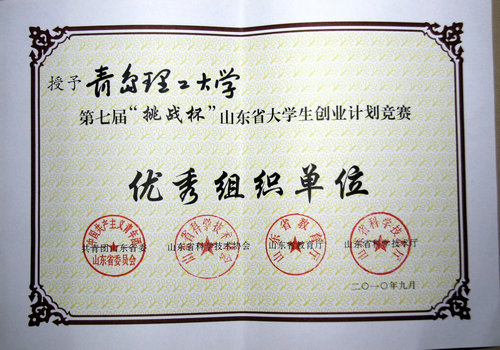 授予 青岛理工大学
第七届“挑战杯”山东省大学生创业计划竞赛
优秀组织单位
共青团山东省委 山东省科学技术协会 山东省教育厅 山东省科学技术厅
二〇一〇年九月